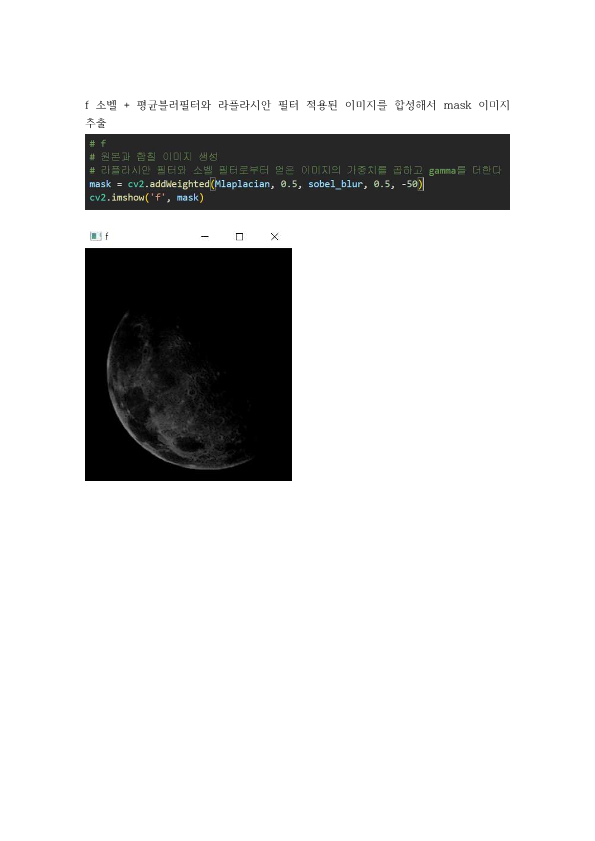 f 소벨 + 평균블러필터와 라플라시안 필터 적용된 이미지를 합성해서 mask 이미지
추출
# f
# 원본과 합칠 이미지 생성
# 라플라시안 필터와 소벨 필터로부터 얻은 이미지의 가중치를 곱하고 gamma를 더한다
mask = cv2.addWeighted(Mlaplacian, 0.5, sobel_blur, 0.5, -50)
cv2.imshow('f', mask)
f